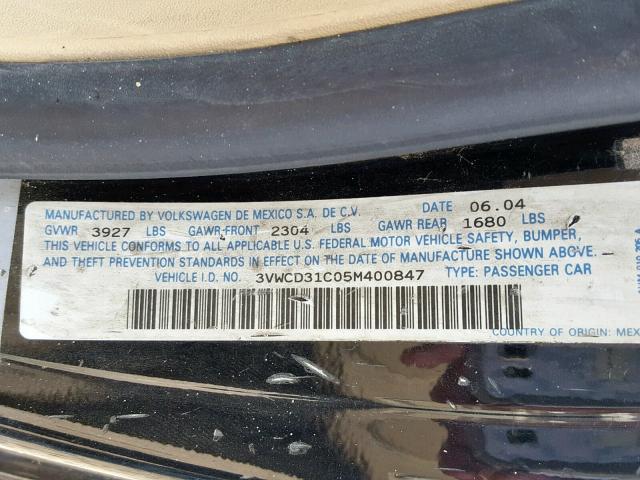 MANUFACTURED BY VOLKSWAGEN DE MEXICO S.A. DE C.V. DATE 06.04
GVWR 3927 LBS GAWR FRONT 2304 LBS GAWR REAR 1680 LBS
THIS VEHICLE CONFORMS TO ALL APPLICABLE U.S. FEDERAL MOTOR VEHICLE SAFETY, BUMPER,
AND THEFT PREVENTION STANDARDS IN EFFECT ON THE DATE OF MANUFACTURE SHOWN ABOVE.
VEHICLE I.D. NO. 3VWCD31C05M400847 TYPE: PASSENGER CAR
COUNTRY OF ORIGIN: MEX